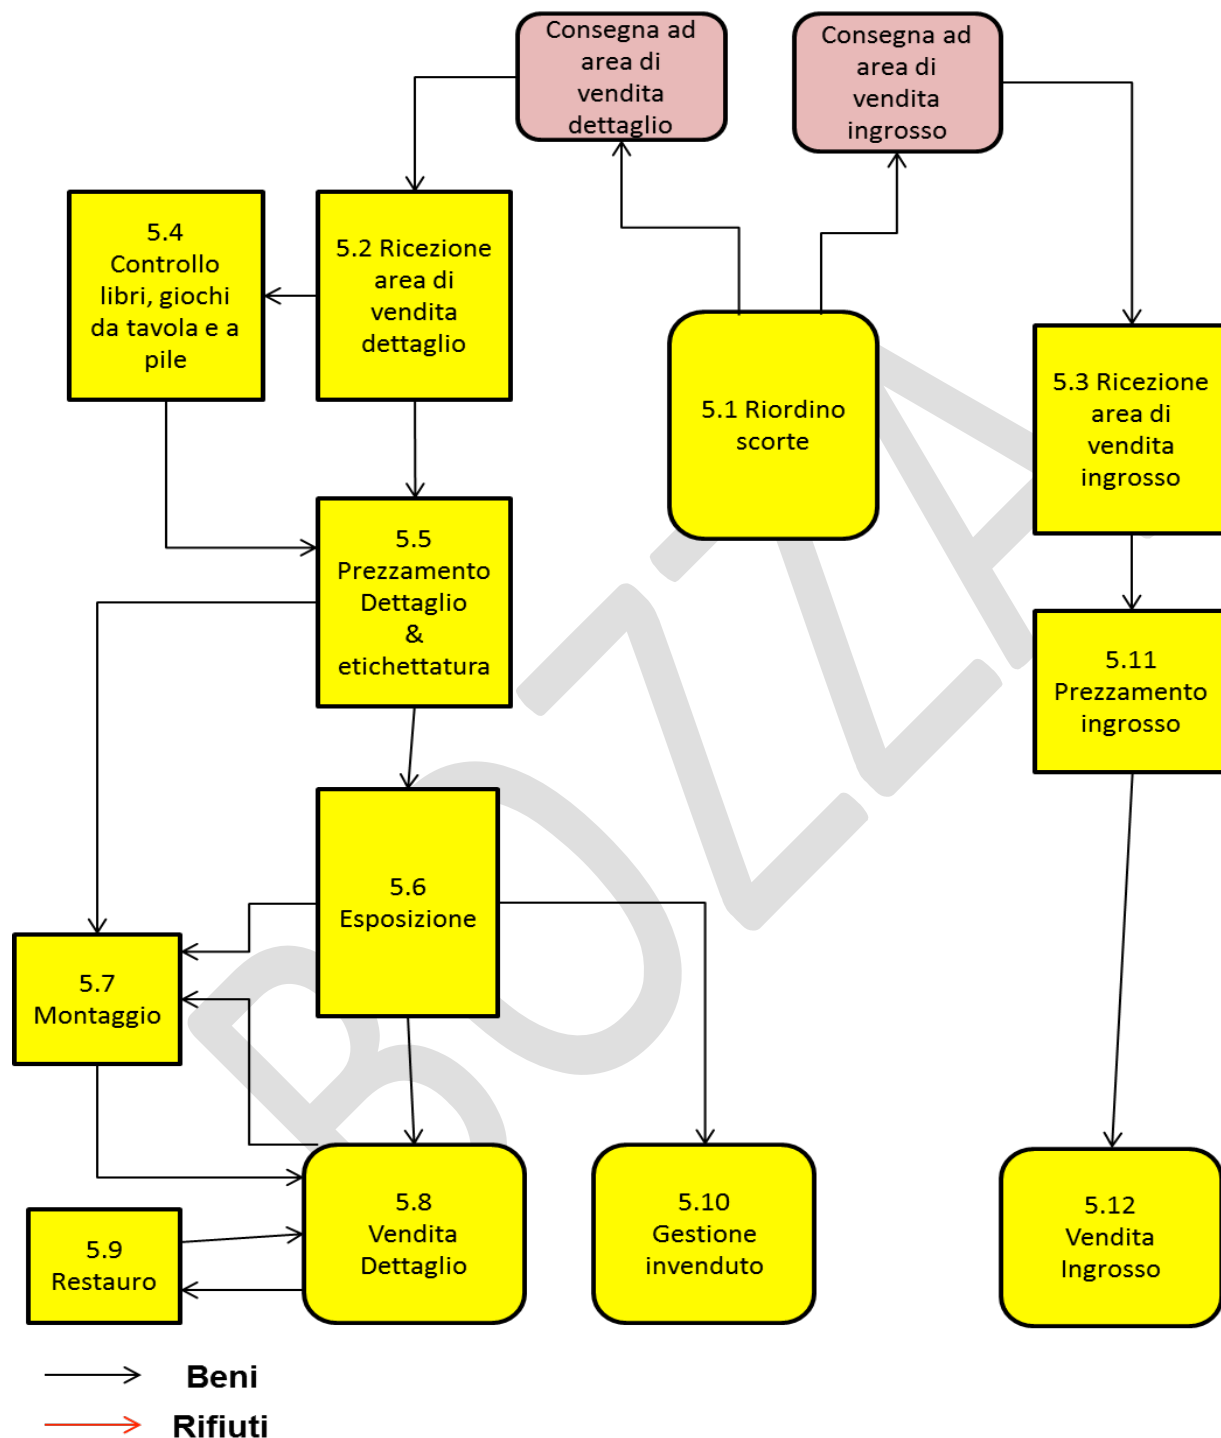 Consegna ad
area di
vendita
dettaglio
Consegna ad
area di
vendita
ingrosso
5.4
Controllo
libri, giochi
da tavola e a
pile
5.2 Ricezione
area di
vendita
dettaglio
5.1 Riordino
scorte
5.3 Ricezione
area di
vendita
ingrosso
5.5
Prezzamento
Dettaglio
&
etichettatura
5.11
Prezzamento
ingrosso
5.6
Esposizione
5.7
Montaggio
5.8
Vendita
Dettaglio
5.10
Gestione
invenduto
5.12
Vendita
Ingrosso
5.9
Restauro
Beni
Rifiuti
BOZZA